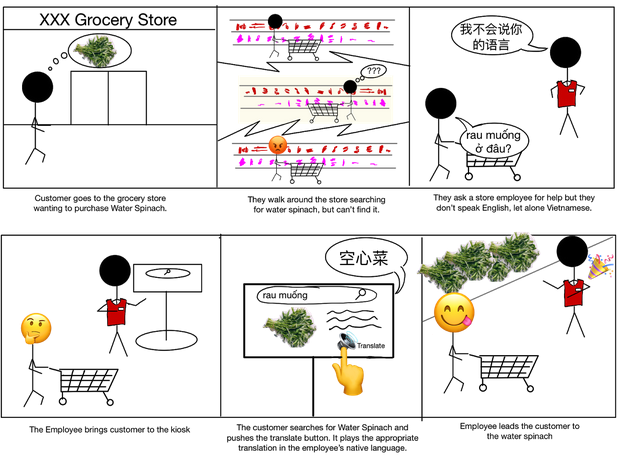 XXX Grocery Store
Customer goes to the grocery store
wanting to purchase Water Spinach.
???
They walk around the store searching
for water spinach, but can't find it.
我不会说你
的语言
rau muống
ở đâu?
They ask a store employee for help but they
don't speak English, let alone Vietnamese.
The Employee brings customer to the kiosk
空心菜
rau muống
Translate
The customer searches for Water Spinach and
pushes the translate button. It plays the appropriate
translation in the employee's native language.
Employee leads the customer to
the water spinach